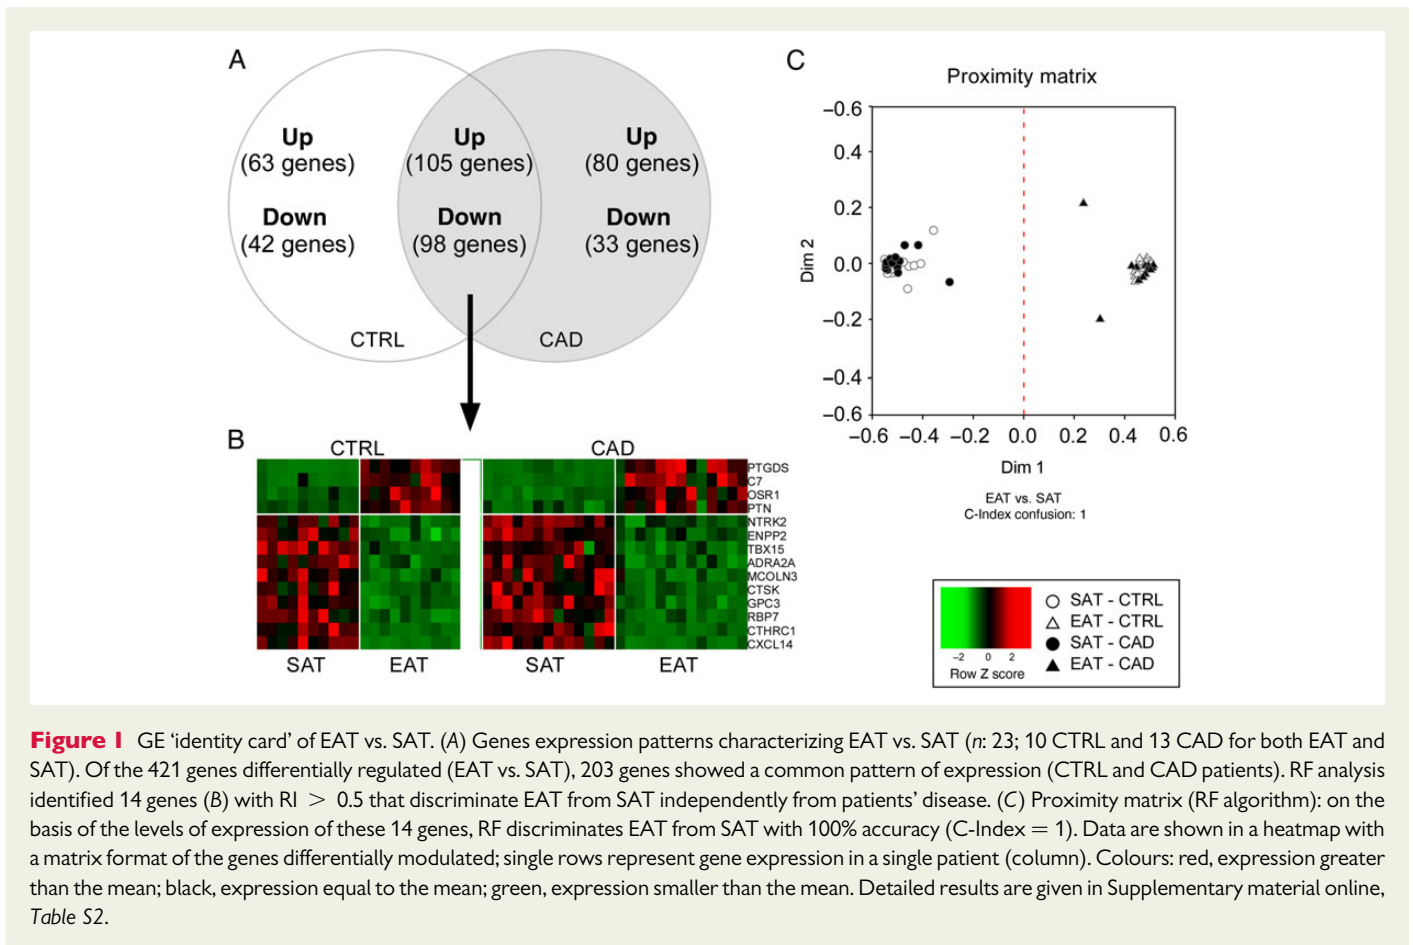 A
Up
(63 genes)
Down
(42 genes)
Up
(105 genes)
Down
(98 genes)
Up
(80 genes)
Down
(33 genes)
CTRL
CAD
B
CTRL
CAD
PTGDS
C7
OSR1
PTN
NTRK2
ENPP2
TBX15
ADRA2A
MCOLN3
CTSK
GPC3
RBP7
CTHRC1
CXCL14
SAT
EAT
SAT
EAT
C
Proximity matrix
−0.6
0.4
0.2
0.0
−0.2
−0.4
−0.6
Dim 2
−0.6 −0.4 −0.2 0.0 0.2 0.4 0.6
Dim 1
EAT vs. SAT
C-Index confusion: 1
−2 0 2
Row Z score
SAT - CTRL
EAT - CTRL
SAT - CAD
EAT - CAD
Figure 1 GE ‘identity card’ of EAT vs. SAT. (A) Genes expression patterns characterizing EAT vs. SAT (n: 23; 10 CTRL and 13 CAD for both EAT and
SAT). Of the 421 genes differentially regulated (EAT vs. SAT), 203 genes showed a common pattern of expression (CTRL and CAD patients). RF analysis
identified 14 genes (B) with RI > 0.5 that discriminate EAT from SAT independently from patients’ disease. (C) Proximity matrix (RF algorithm): on the
basis of the levels of expression of these 14 genes, RF discriminates EAT from SAT with 100% accuracy (C-Index = 1). Data are shown in a heatmap with
a matrix format of the genes differentially modulated; single rows represent gene expression in a single patient (column). Colours: red, expression greater
than the mean; black, expression equal to the mean; green, expression smaller than the mean. Detailed results are given in Supplementary material online,
Table S2.